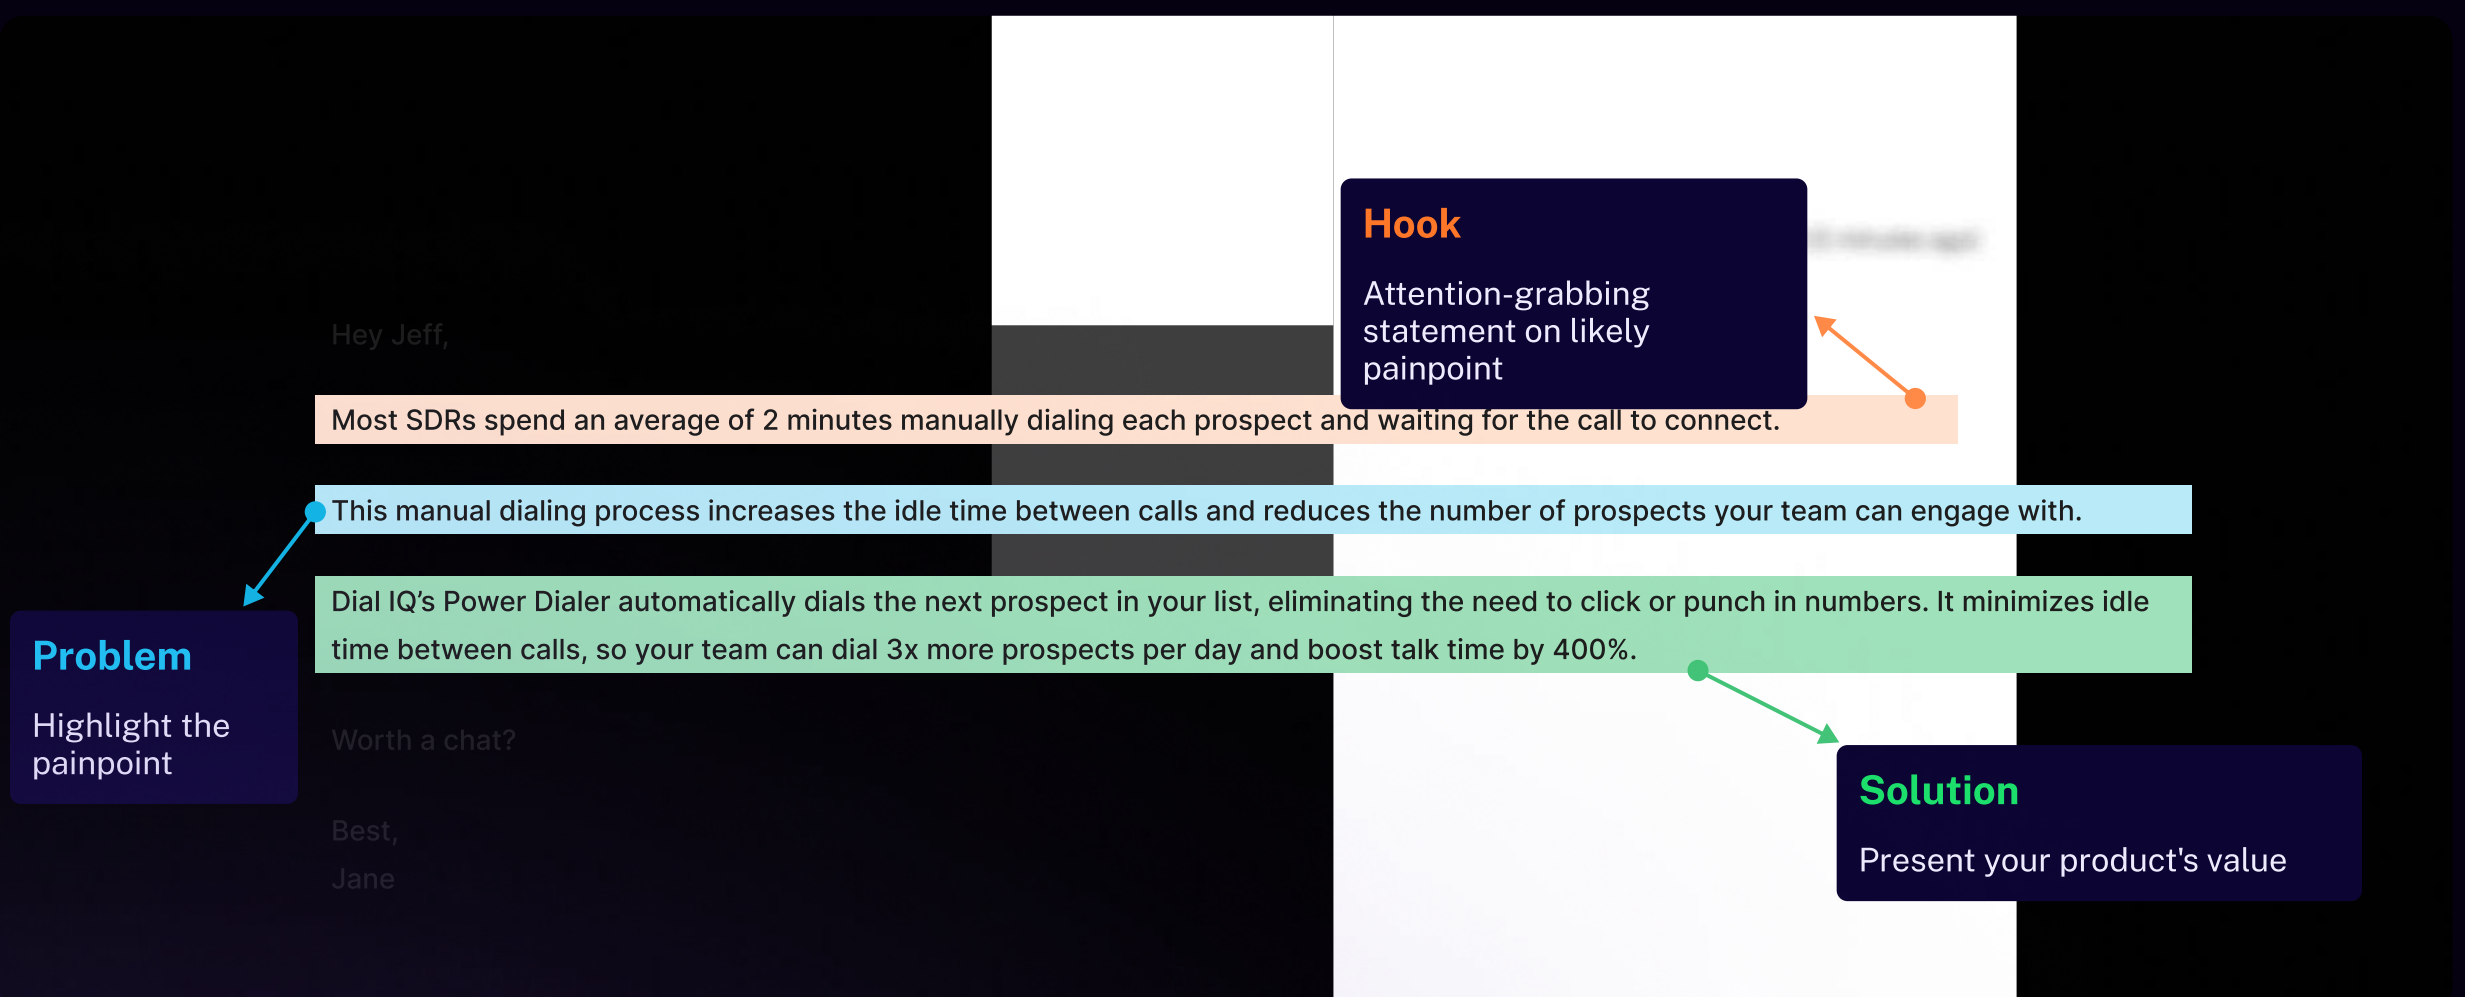 Hook
Attention-grabbing
statement on likely
painpoint
minutes ago
Hey Jeff,
Most SDRs spend an average of 2 minutes manually dialing each prospect and waiting for the call to connect.
This manual dialing process increases the idle time between calls and reduces the number of prospects your team can engage with.
Dial IQ’s Power Dialer automatically dials the next prospect in your list, eliminating the need to click or punch in numbers. It minimizes idle
time between calls, so your team can dial 3x more prospects per day and boost talk time by 400%.
Problem
Highlight the
painpoint
Worth a chat?
Solution
Present your product's value
Best,
Jane